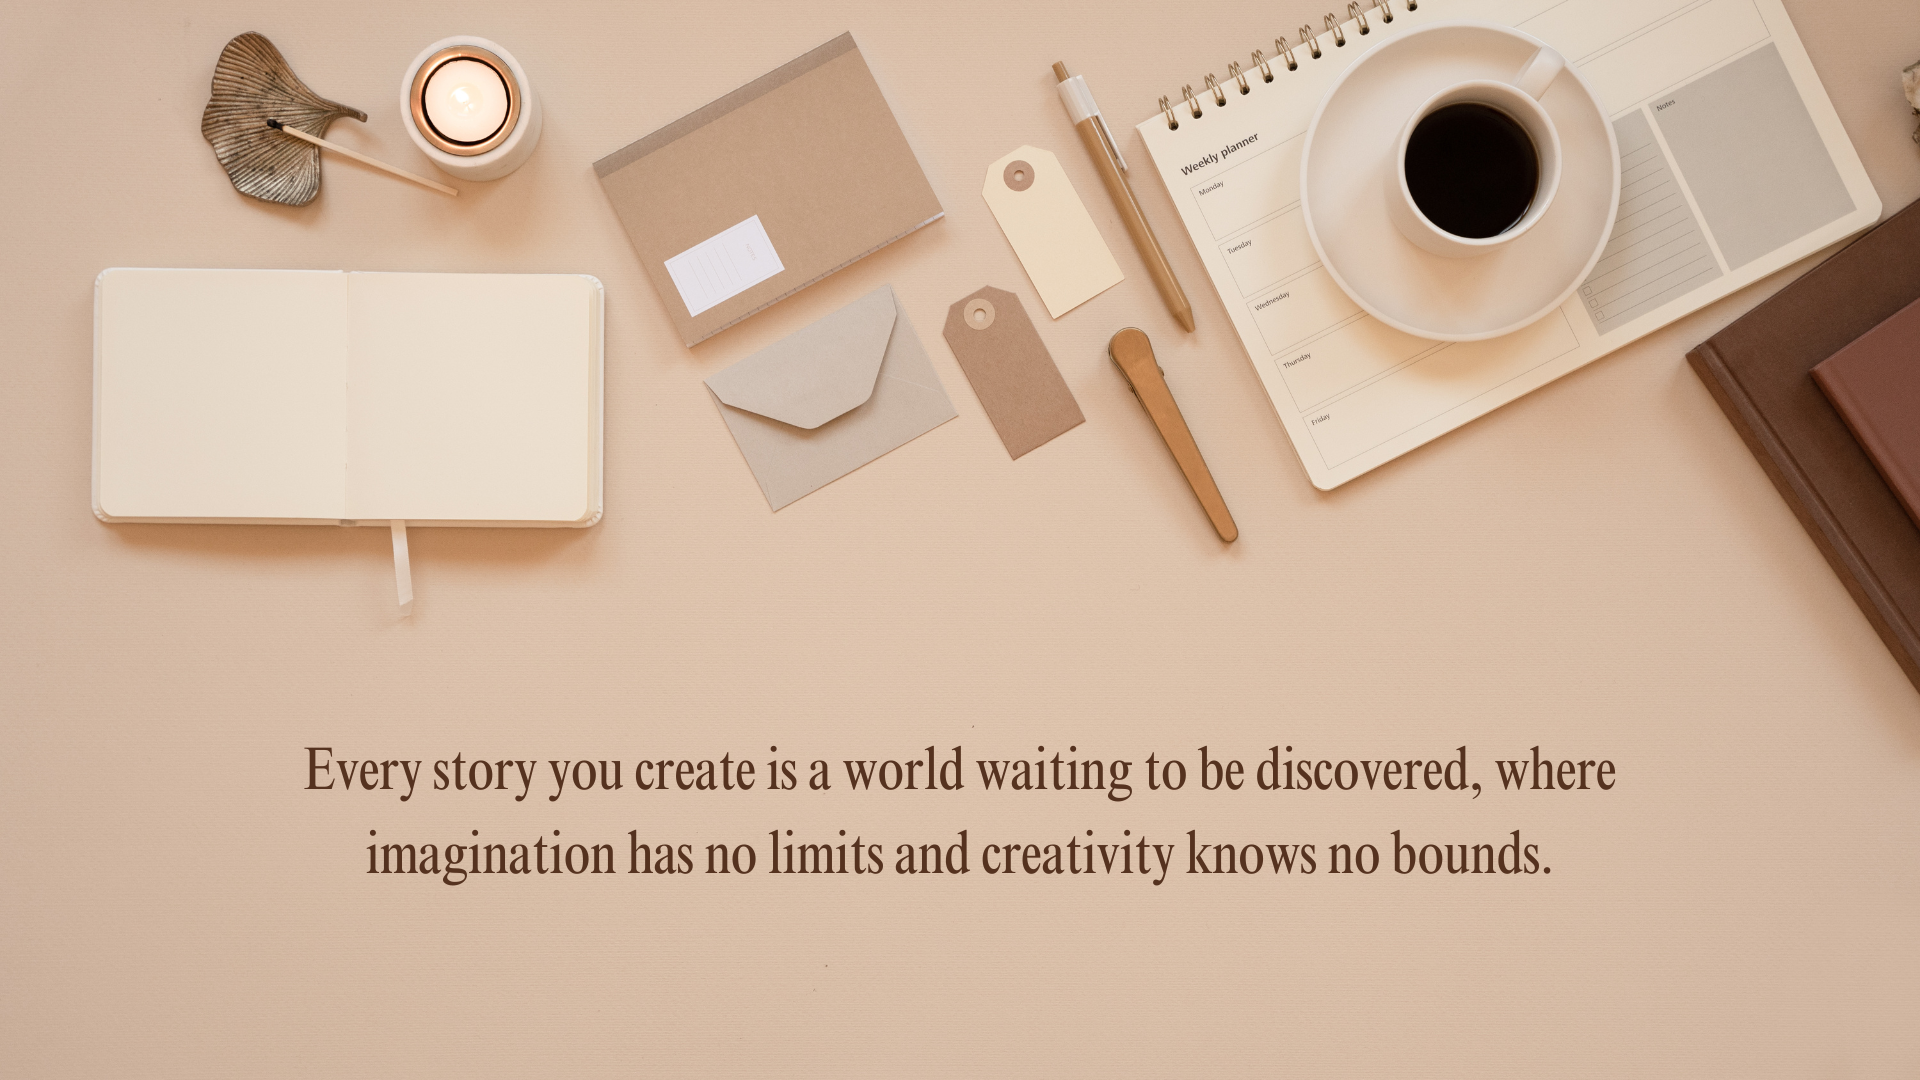 Weekly planner
Monday
Tuesday
Wednesday
Thursday
Friday
Notes
Every story you create is a world waiting to be discovered, where
imagination has no limits and creativity knows no bounds.